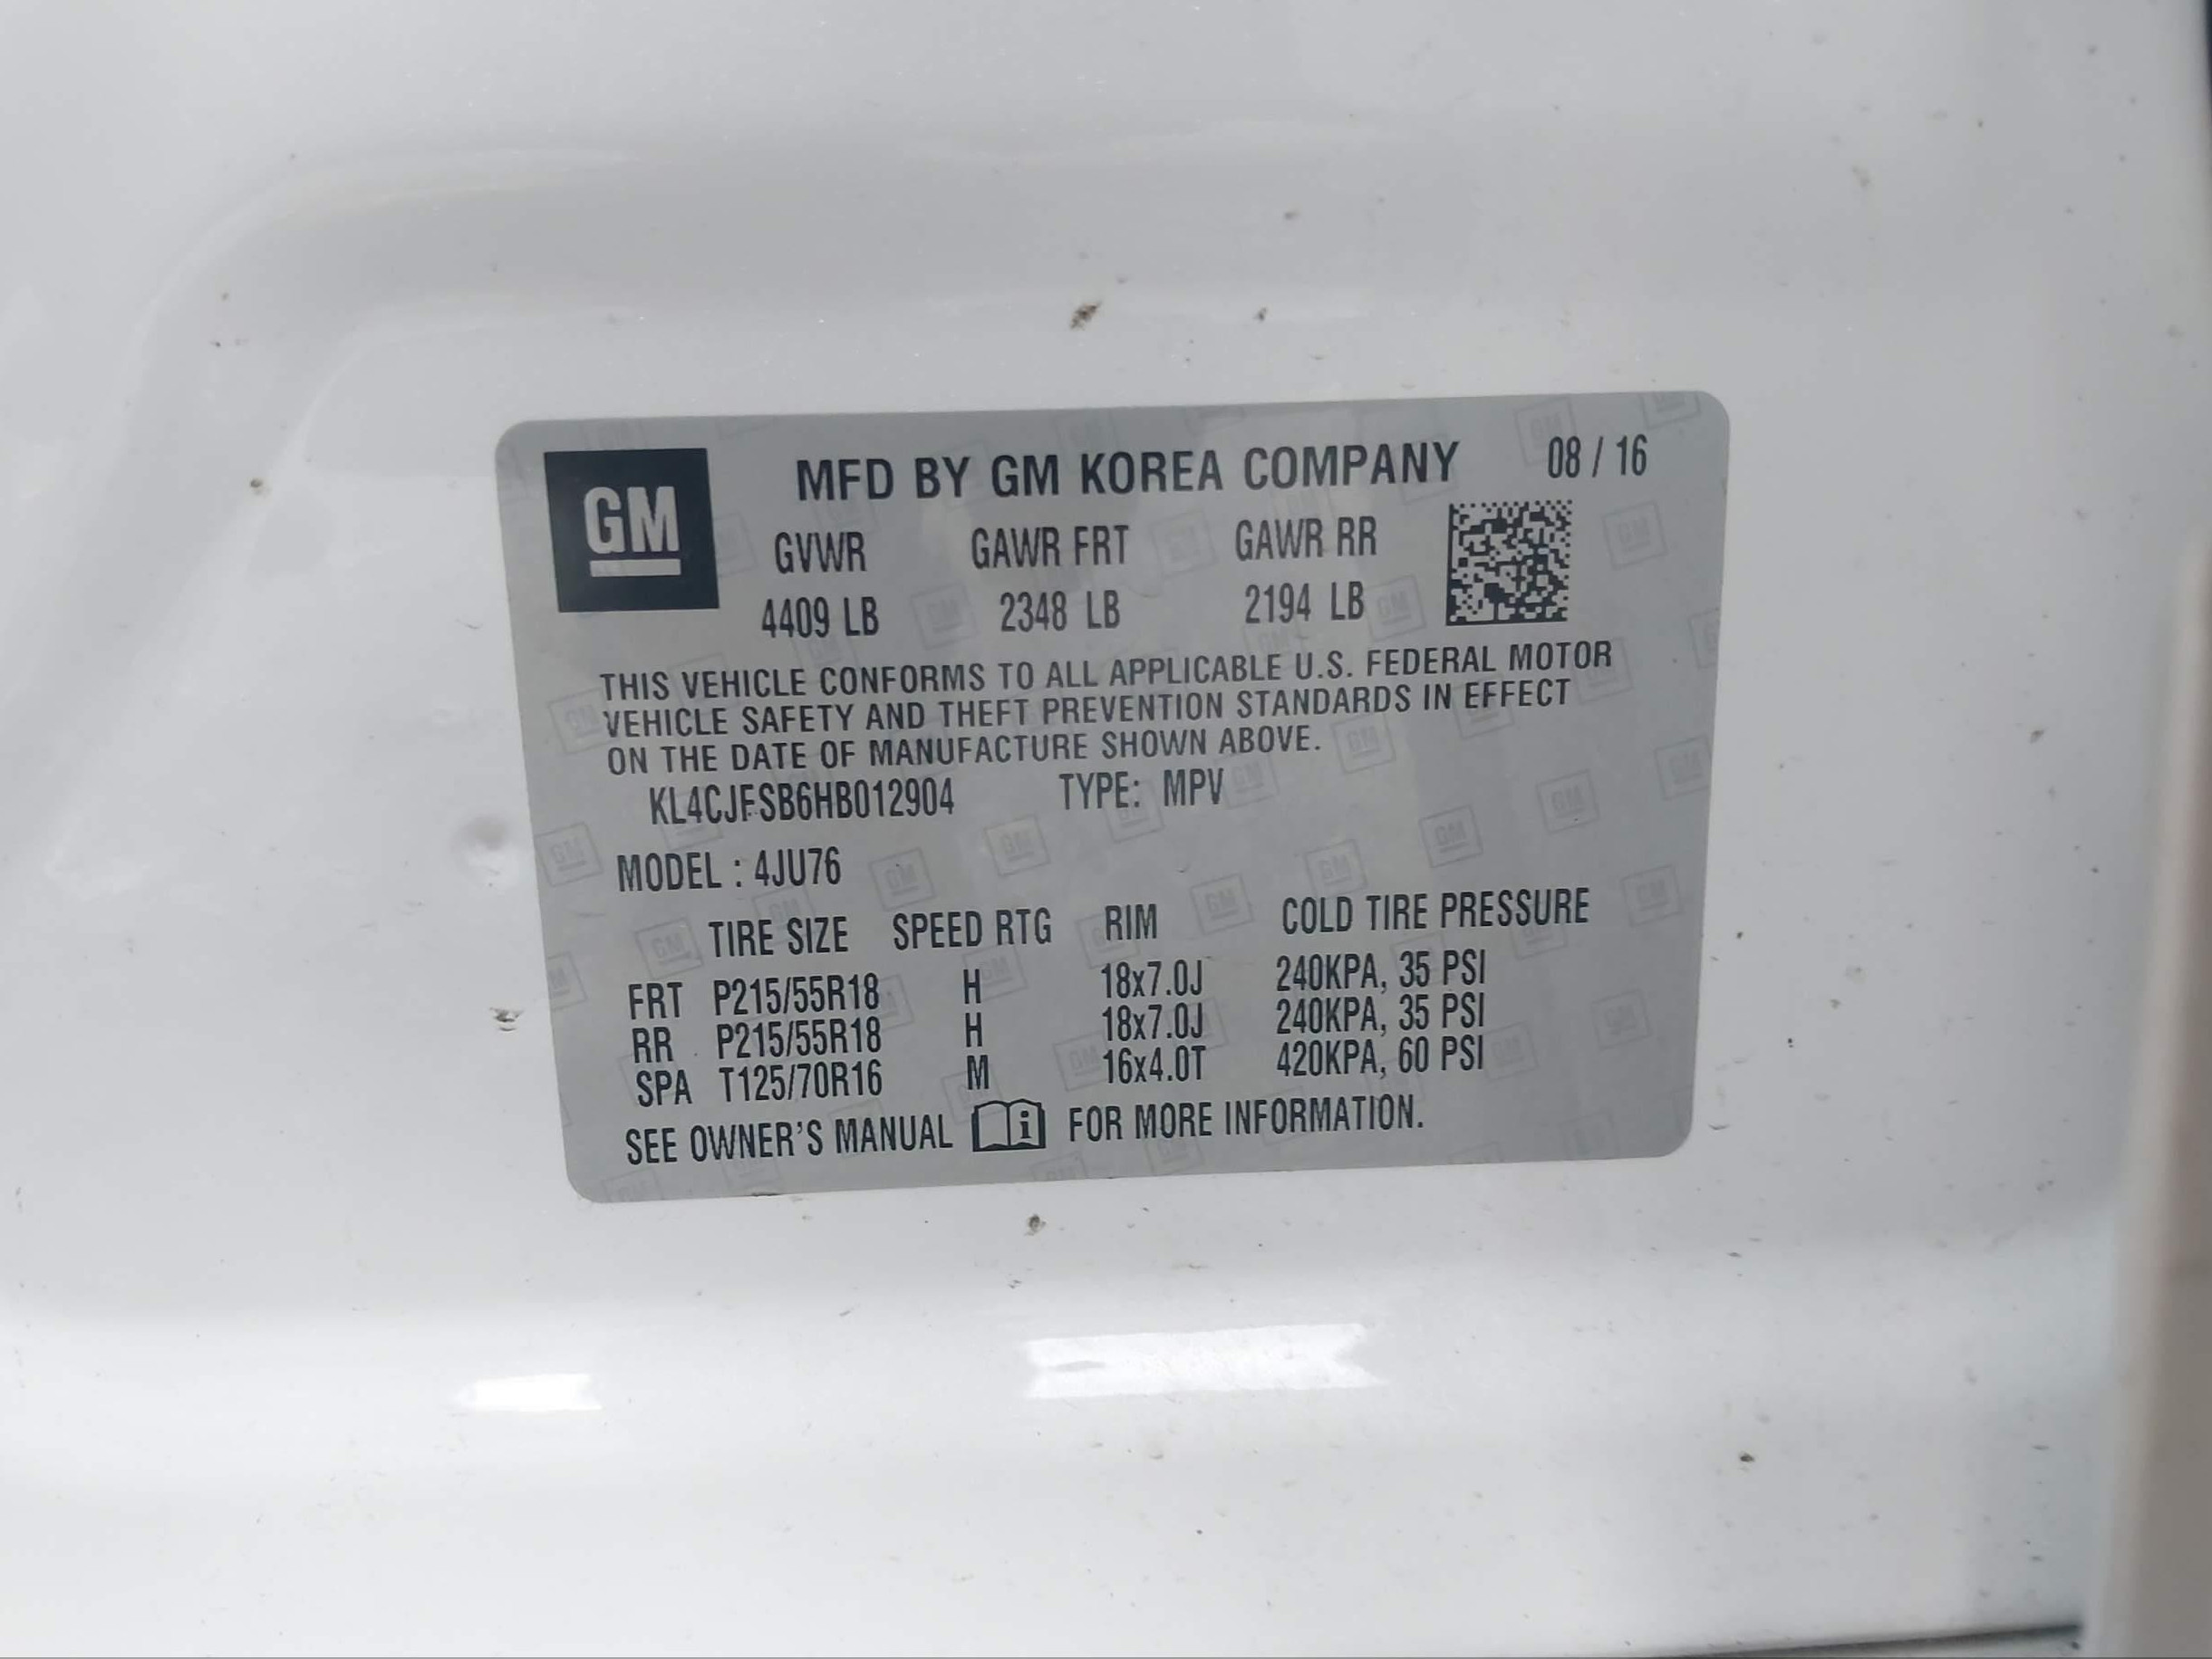 GM
MFD BY GM KOREA COMPANY 08 / 16
GVWR GAWR FRT GAWR RR
4409 LB 2348 LB 2194 LB
THIS VEHICLE CONFORMS TO ALL APPLICABLE U.S. FEDERAL MOTOR
VEHICLE SAFETY AND THEFT PREVENTION STANDARDS IN EFFECT
ON THE DATE OF MANUFACTURE SHOWN ABOVE.
KL4CJFSB6HB012904 TYPE: MPV
MODEL : 4JU76
TIRE SIZE SPEED RTG RIM COLD TIRE PRESSURE
FRT P215/55R18 H 18x7.0J 240KPA, 35 PSI
RR P215/55R18 H 18x7.0J 240KPA, 35 PSI
SPA T125/70R16 M 16x4.0T 420KPA, 60 PSI
SEE OWNER'S MANUAL i FOR MORE INFORMATION.